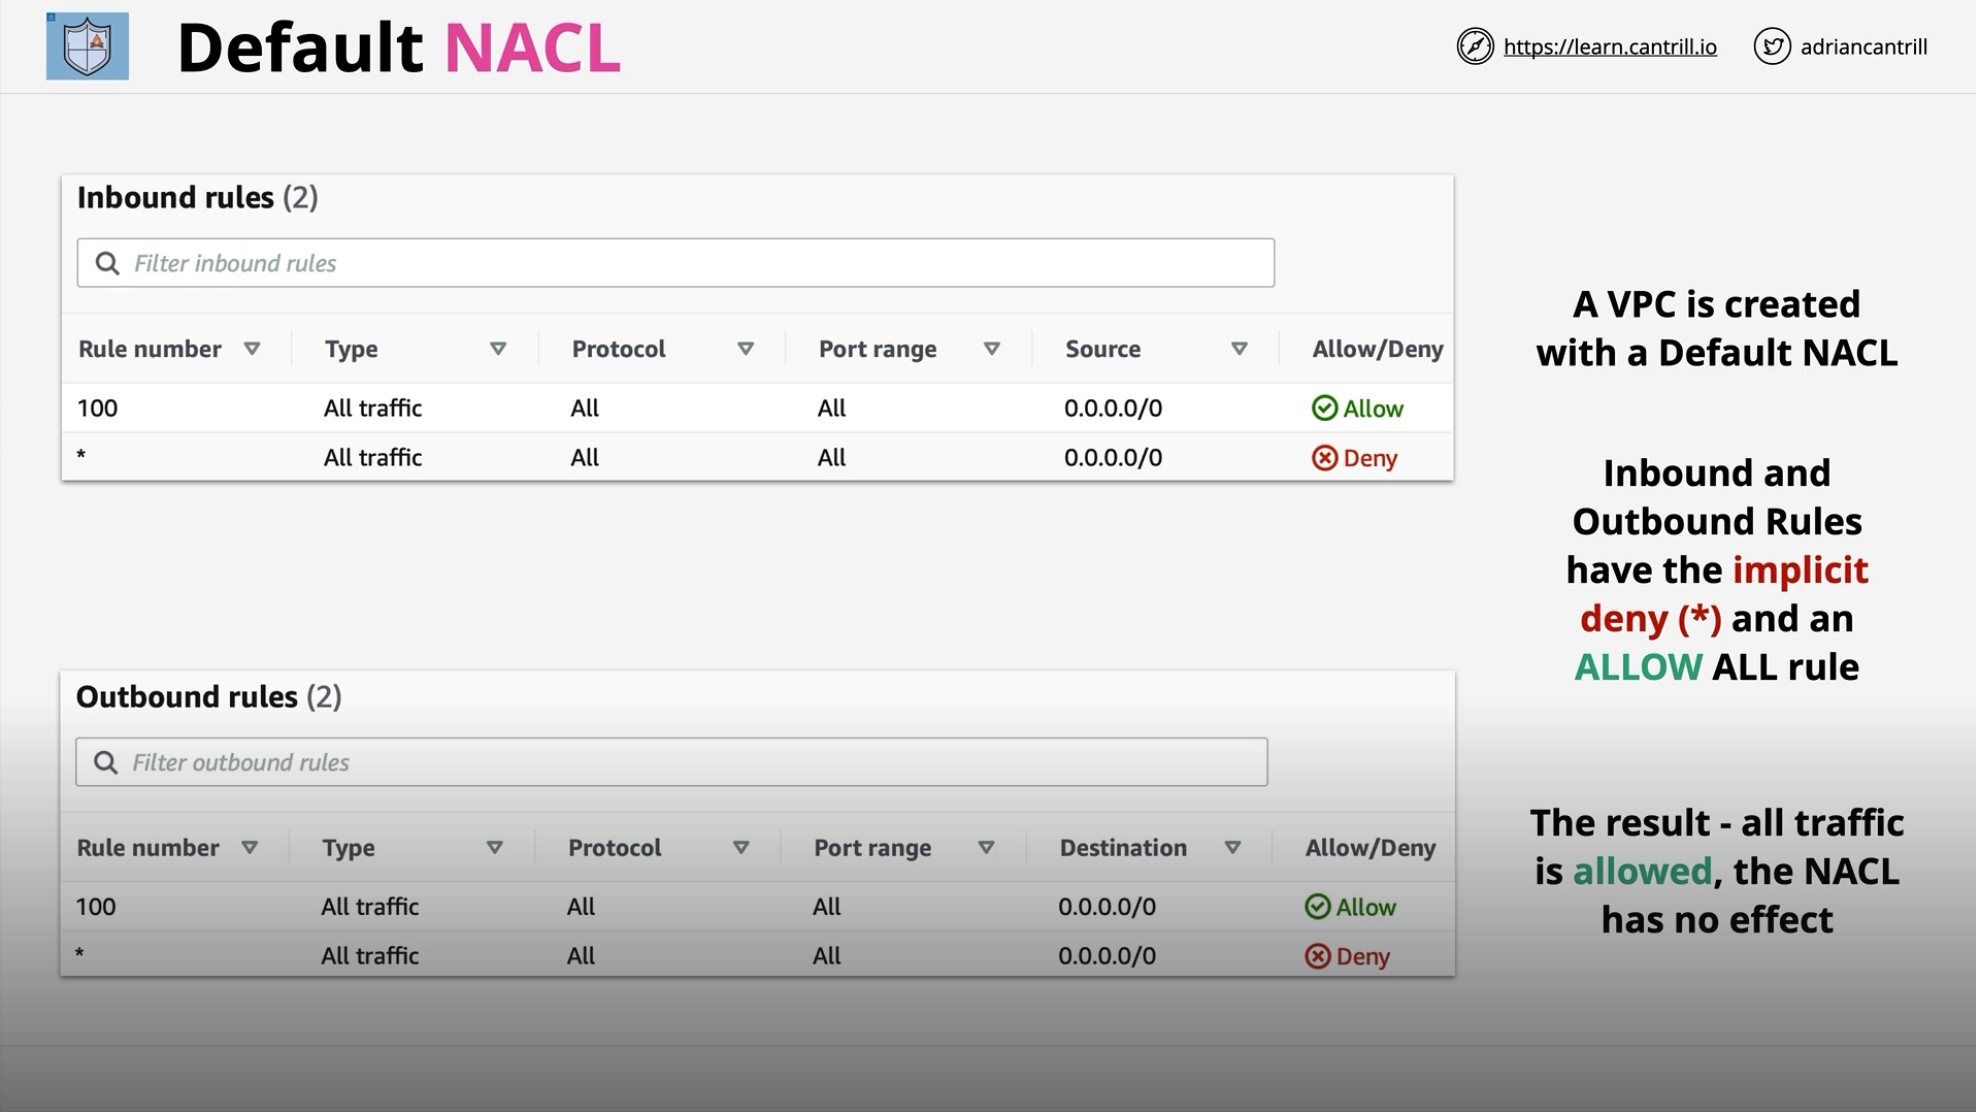 Default NACL
https://learn.cantrill.io
adriancantrill
Inbound rules (2)
Filter inbound rules
Rule number Type Protocol Port range Source Allow/Deny
100 All traffic All All 0.0.0.0/0 Allow
* All traffic All All 0.0.0.0/0 Deny
Outbound rules (2)
Filter outbound rules
Rule number Type Protocol Port range Destination Allow/Deny
100 All traffic All All 0.0.0.0/0 Allow
* All traffic All All 0.0.0.0/0 Deny
A VPC is created
with a Default NACL
Inbound and
Outbound Rules
have the implicit
deny (*) and an
ALLOW ALL rule
The result - all traffic
is allowed, the NACL
has no effect